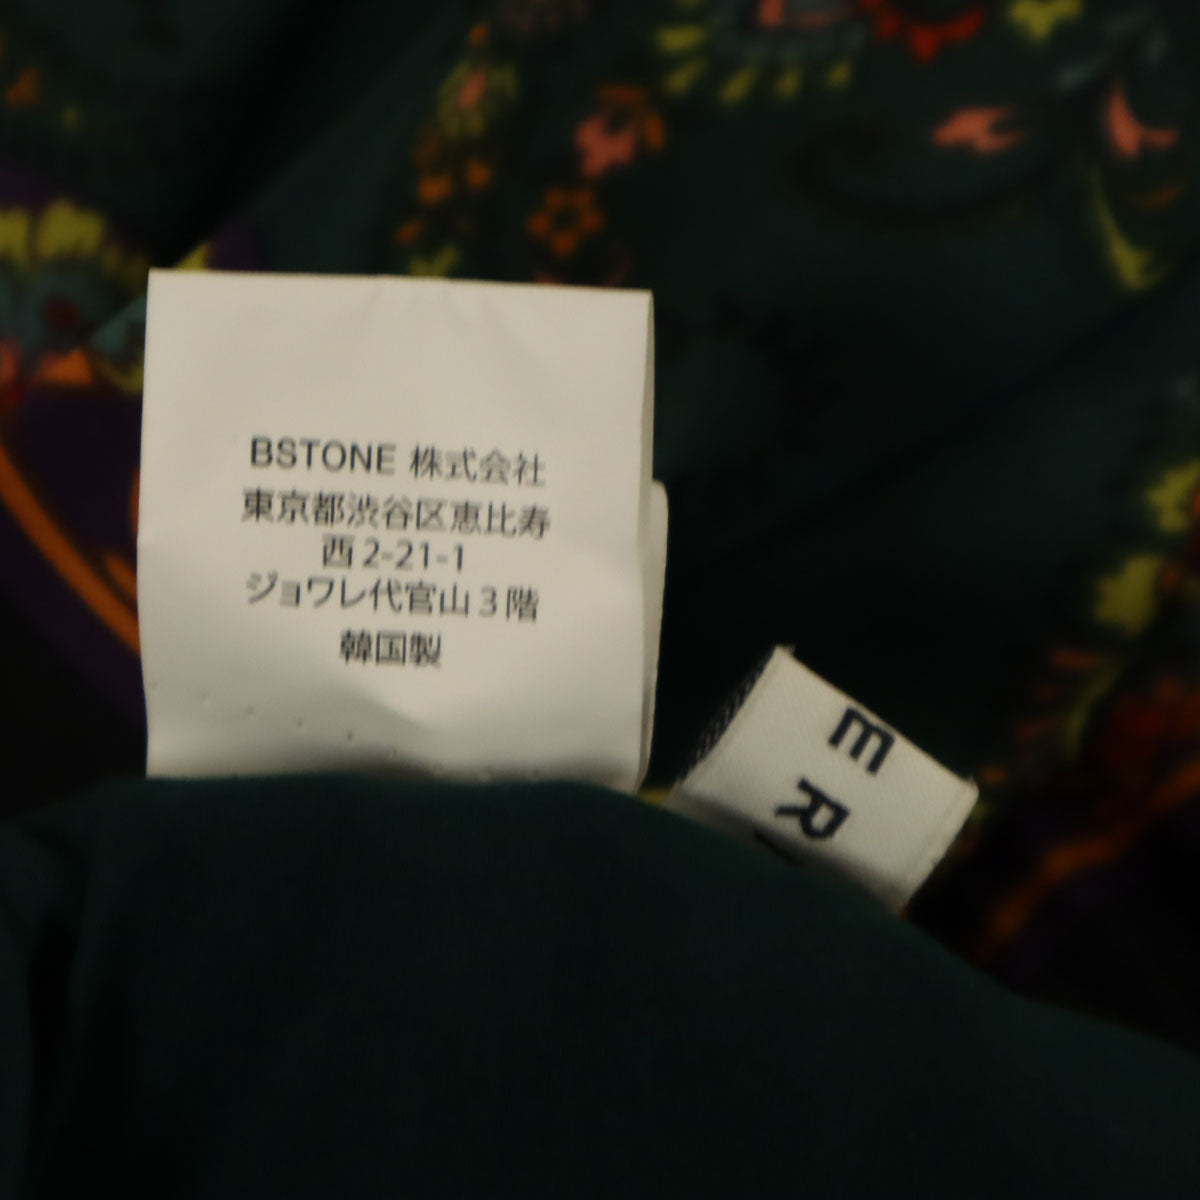 BSTONE 株式会社
東京都渋谷区恵比寿
西 2-21-1
ジョワレ代官山 3 階
韓国製
E
R